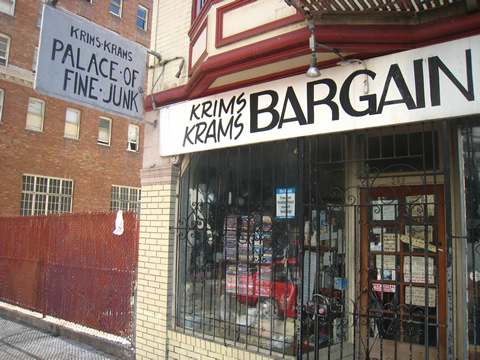 KRIMS-KRAMS
PALACE·OF
FINE·JUNK
KRIMS
KRAMS
BARGAIN